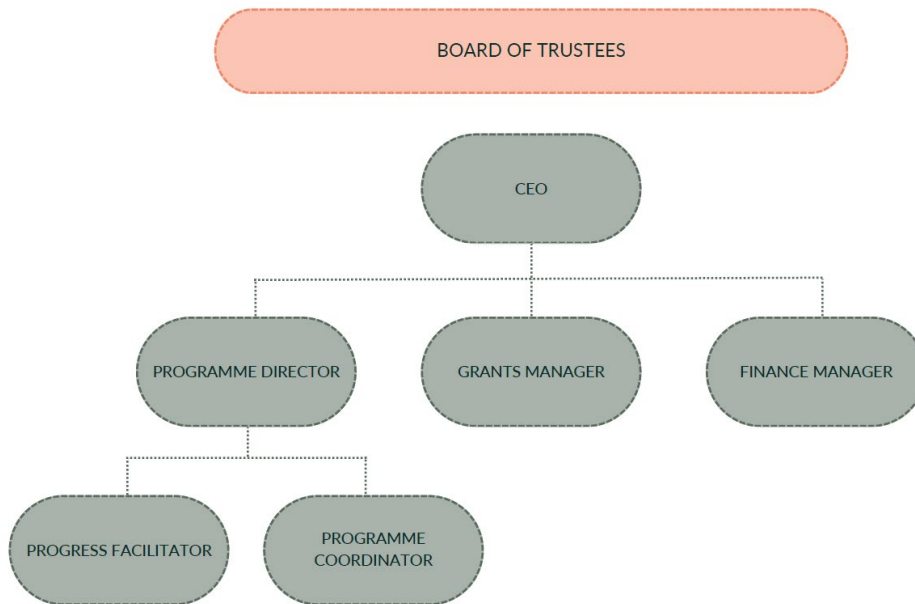 BOARD OF TRUSTEES
CEO
PROGRAMME DIRECTOR
GRANTS MANAGER
FINANCE MANAGER
PROGRESS FACILITATOR
PROGRAMME
COORDINATOR